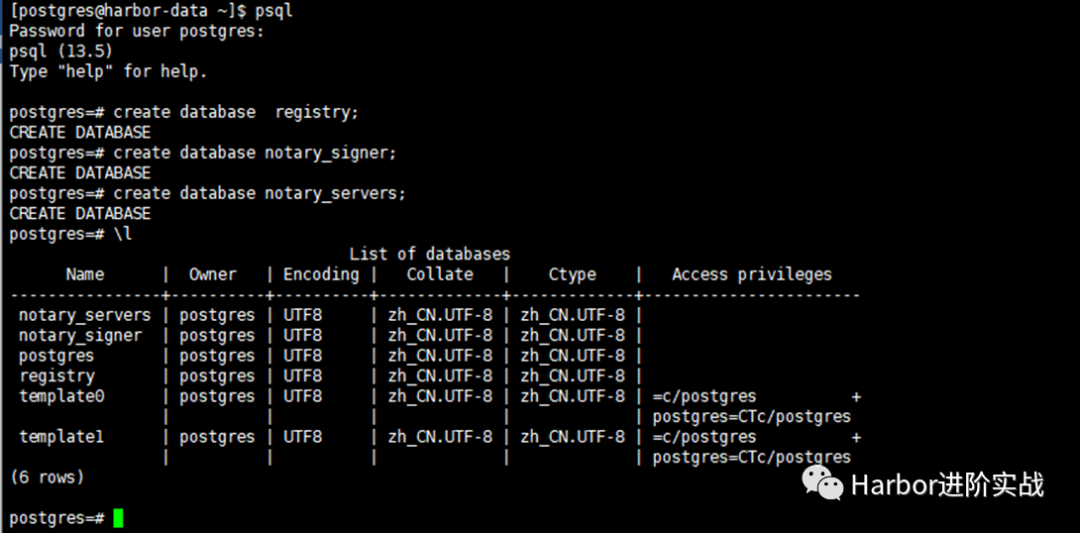 [postgres@harbor-data ~]$ psql
Password for user postgres:
psql (13.5)
Type "help" for help.

postgres=# create database  registry;
CREATE DATABASE
postgres=# create database notary_signer;
CREATE DATABASE
postgres=# create database notary_servers;
CREATE DATABASE
postgres=# \l
                                    List of databases
      Name      |  Owner   | Encoding |   Collate   |    Ctype    |   Access privileges
----------------+----------+----------+-------------+-------------+-----------------------
 notary_servers | postgres | UTF8     | zh_CN.UTF-8 | zh_CN.UTF-8 |
 notary_signer  | postgres | UTF8     | zh_CN.UTF-8 | zh_CN.UTF-8 |
 postgres       | postgres | UTF8     | zh_CN.UTF-8 | zh_CN.UTF-8 |
 registry       | postgres | UTF8     | zh_CN.UTF-8 | zh_CN.UTF-8 |
 template0      | postgres | UTF8     | zh_CN.UTF-8 | zh_CN.UTF-8 | =c/postgres          +
                |          |          |             |             | postgres=CTc/postgres
 template1      | postgres | UTF8     | zh_CN.UTF-8 | zh_CN.UTF-8 | =c/postgres          +
                |          |          |             |             | postgres=CTc/postgres
(6 rows)
Harbor进阶实战

postgres=#